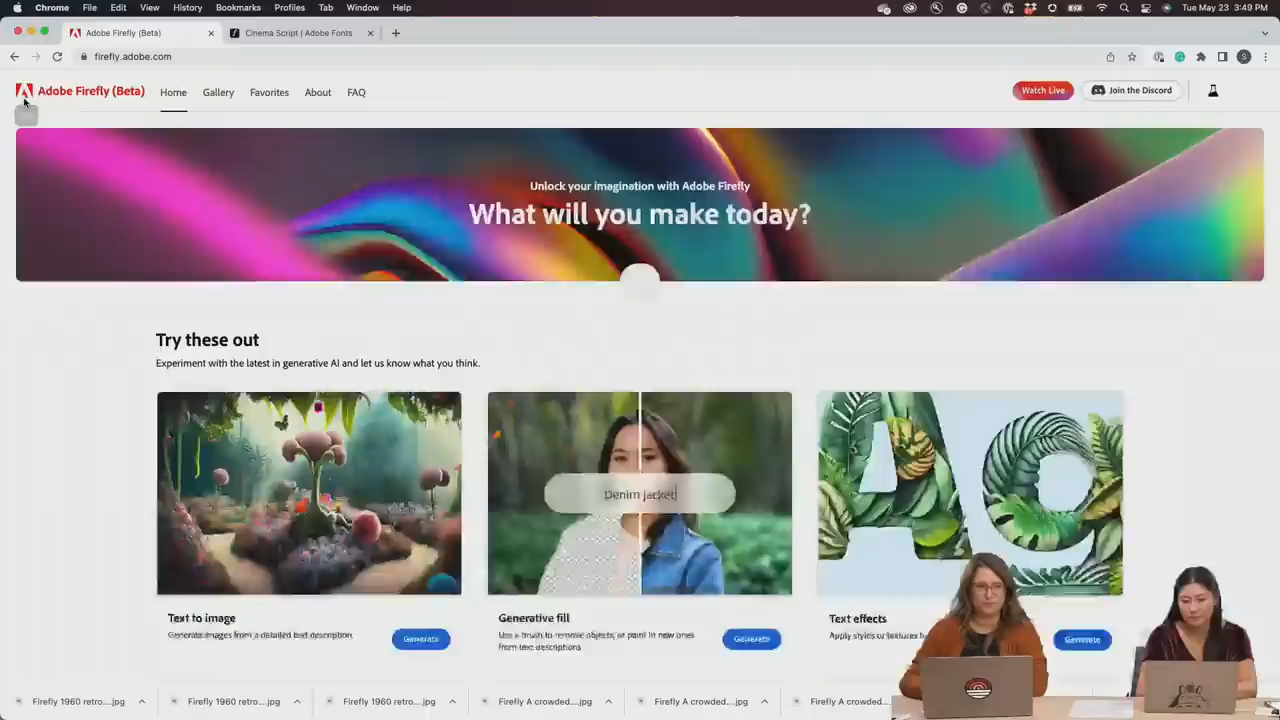 Chrome File Edit View History Bookmarks Profiles Tab Window Help Tue May 23 3:49 PM
Adobe Firefly (Beta) Cinema Script | Adobe Fonts
firefly.adobe.com
Adobe Firefly (Beta) Home Gallery Favorites About FAQ Watch Live Join the Discord
Unlock your imagination with Adobe Firefly
What will you make today?
Try these out
Experiment with the latest in generative AI and let us know what you think.
Denim jacket
AQ
Text to image
Generate images from a detailed text description.
Generate
Generative fill
Use a brush to remove objects, or paint in new ones
from text descriptions
Generate
Text effects
Apply styles or textures
Generate
Firefly 1960 retro....jpg Firefly 1960 retro....jpg Firefly 1960 retro....jpg Firefly A crowded....jpg Firefly A crowded....jpg Firefly A crowded